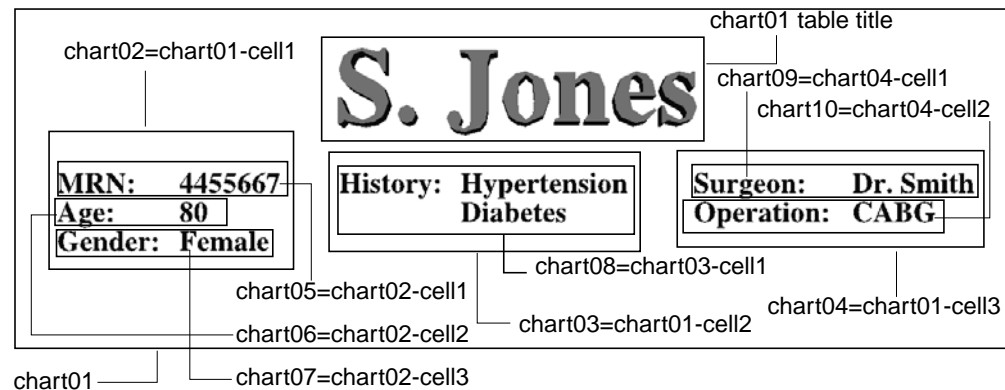 chart01 table title
chart02=chart01-cell1
S. Jones
chart09=chart04-cell1
chart10=chart04-cell2
MRN: 4455667
Age: 80
Gender: Female
History: Hypertension
Diabetes
Surgeon: Dr. Smith
Operation: CABG
chart08=chart03-cell1
chart05=chart02-cell1
chart04=chart01-cell3
chart03=chart01-cell2
chart06=chart02-cell2
chart01
chart07=chart02-cell3